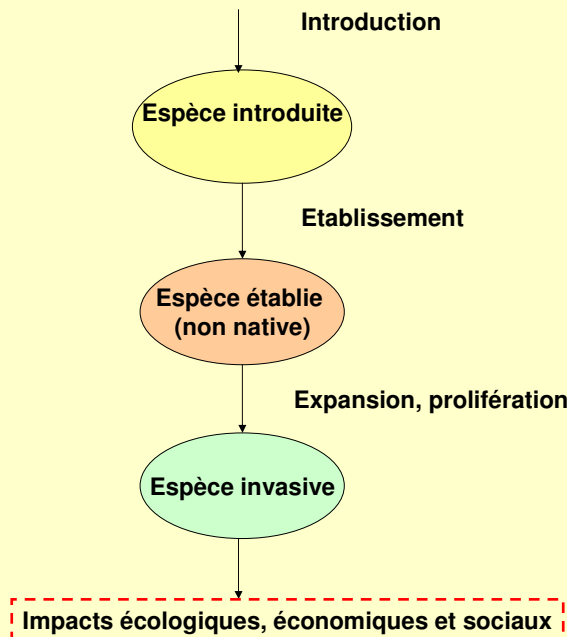 Introduction
Espèce introduite
Etablissement
Espèce établie
(non native)
Expansion, prolifération
Espèce invasive
Impacts écologiques, économiques et sociaux